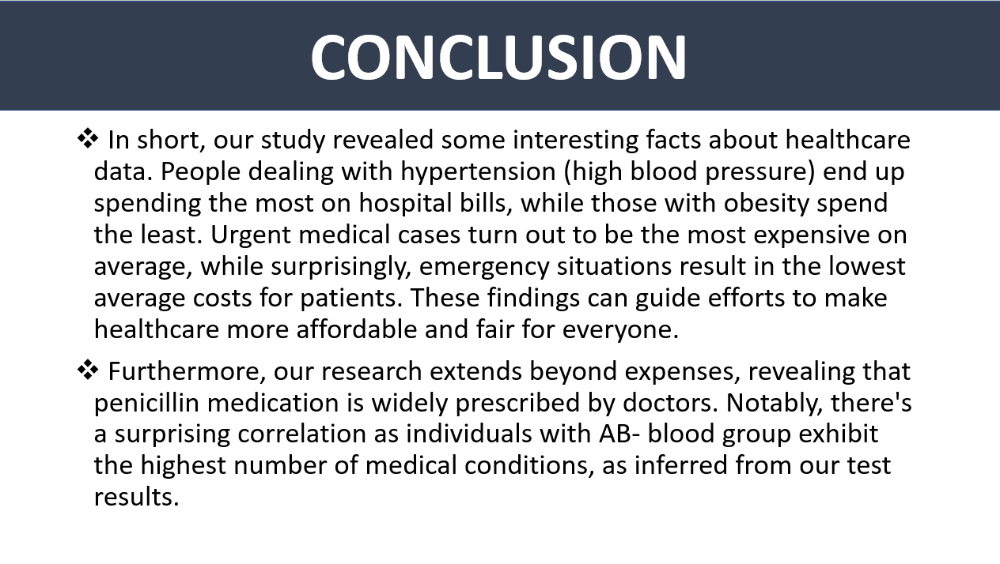 CONCLUSION
❖ In short, our study revealed some interesting facts about healthcare
data. People dealing with hypertension (high blood pressure) end up
spending the most on hospital bills, while those with obesity spend
the least. Urgent medical cases turn out to be the most expensive on
average, while surprisingly, emergency situations result in the lowest
average costs for patients. These findings can guide efforts to make
healthcare more affordable and fair for everyone.
❖ Furthermore, our research extends beyond expenses, revealing that
penicillin medication is widely prescribed by doctors. Notably, there's
a surprising correlation as individuals with AB- blood group exhibit
the highest number of medical conditions, as inferred from our test
results.